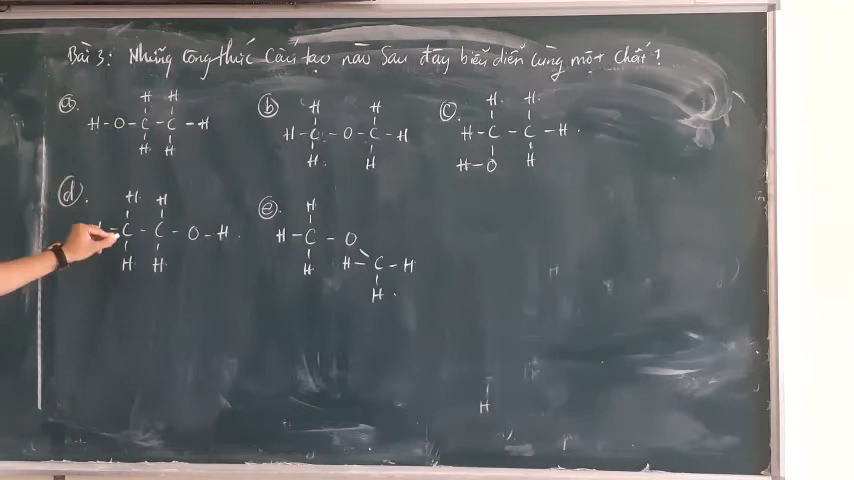 Bài 3: Những công thức cấu tạo nào sau đây biểu diễn cùng một chất?
a. b. c.
H H H H H H
H-O-C-C-H H-C-O-C-H H-C-C-H.
H H H H H-O H
d. e.
H H H
H-C-C-O-H. H-C-O
H H H H-C-H
H.
H
H